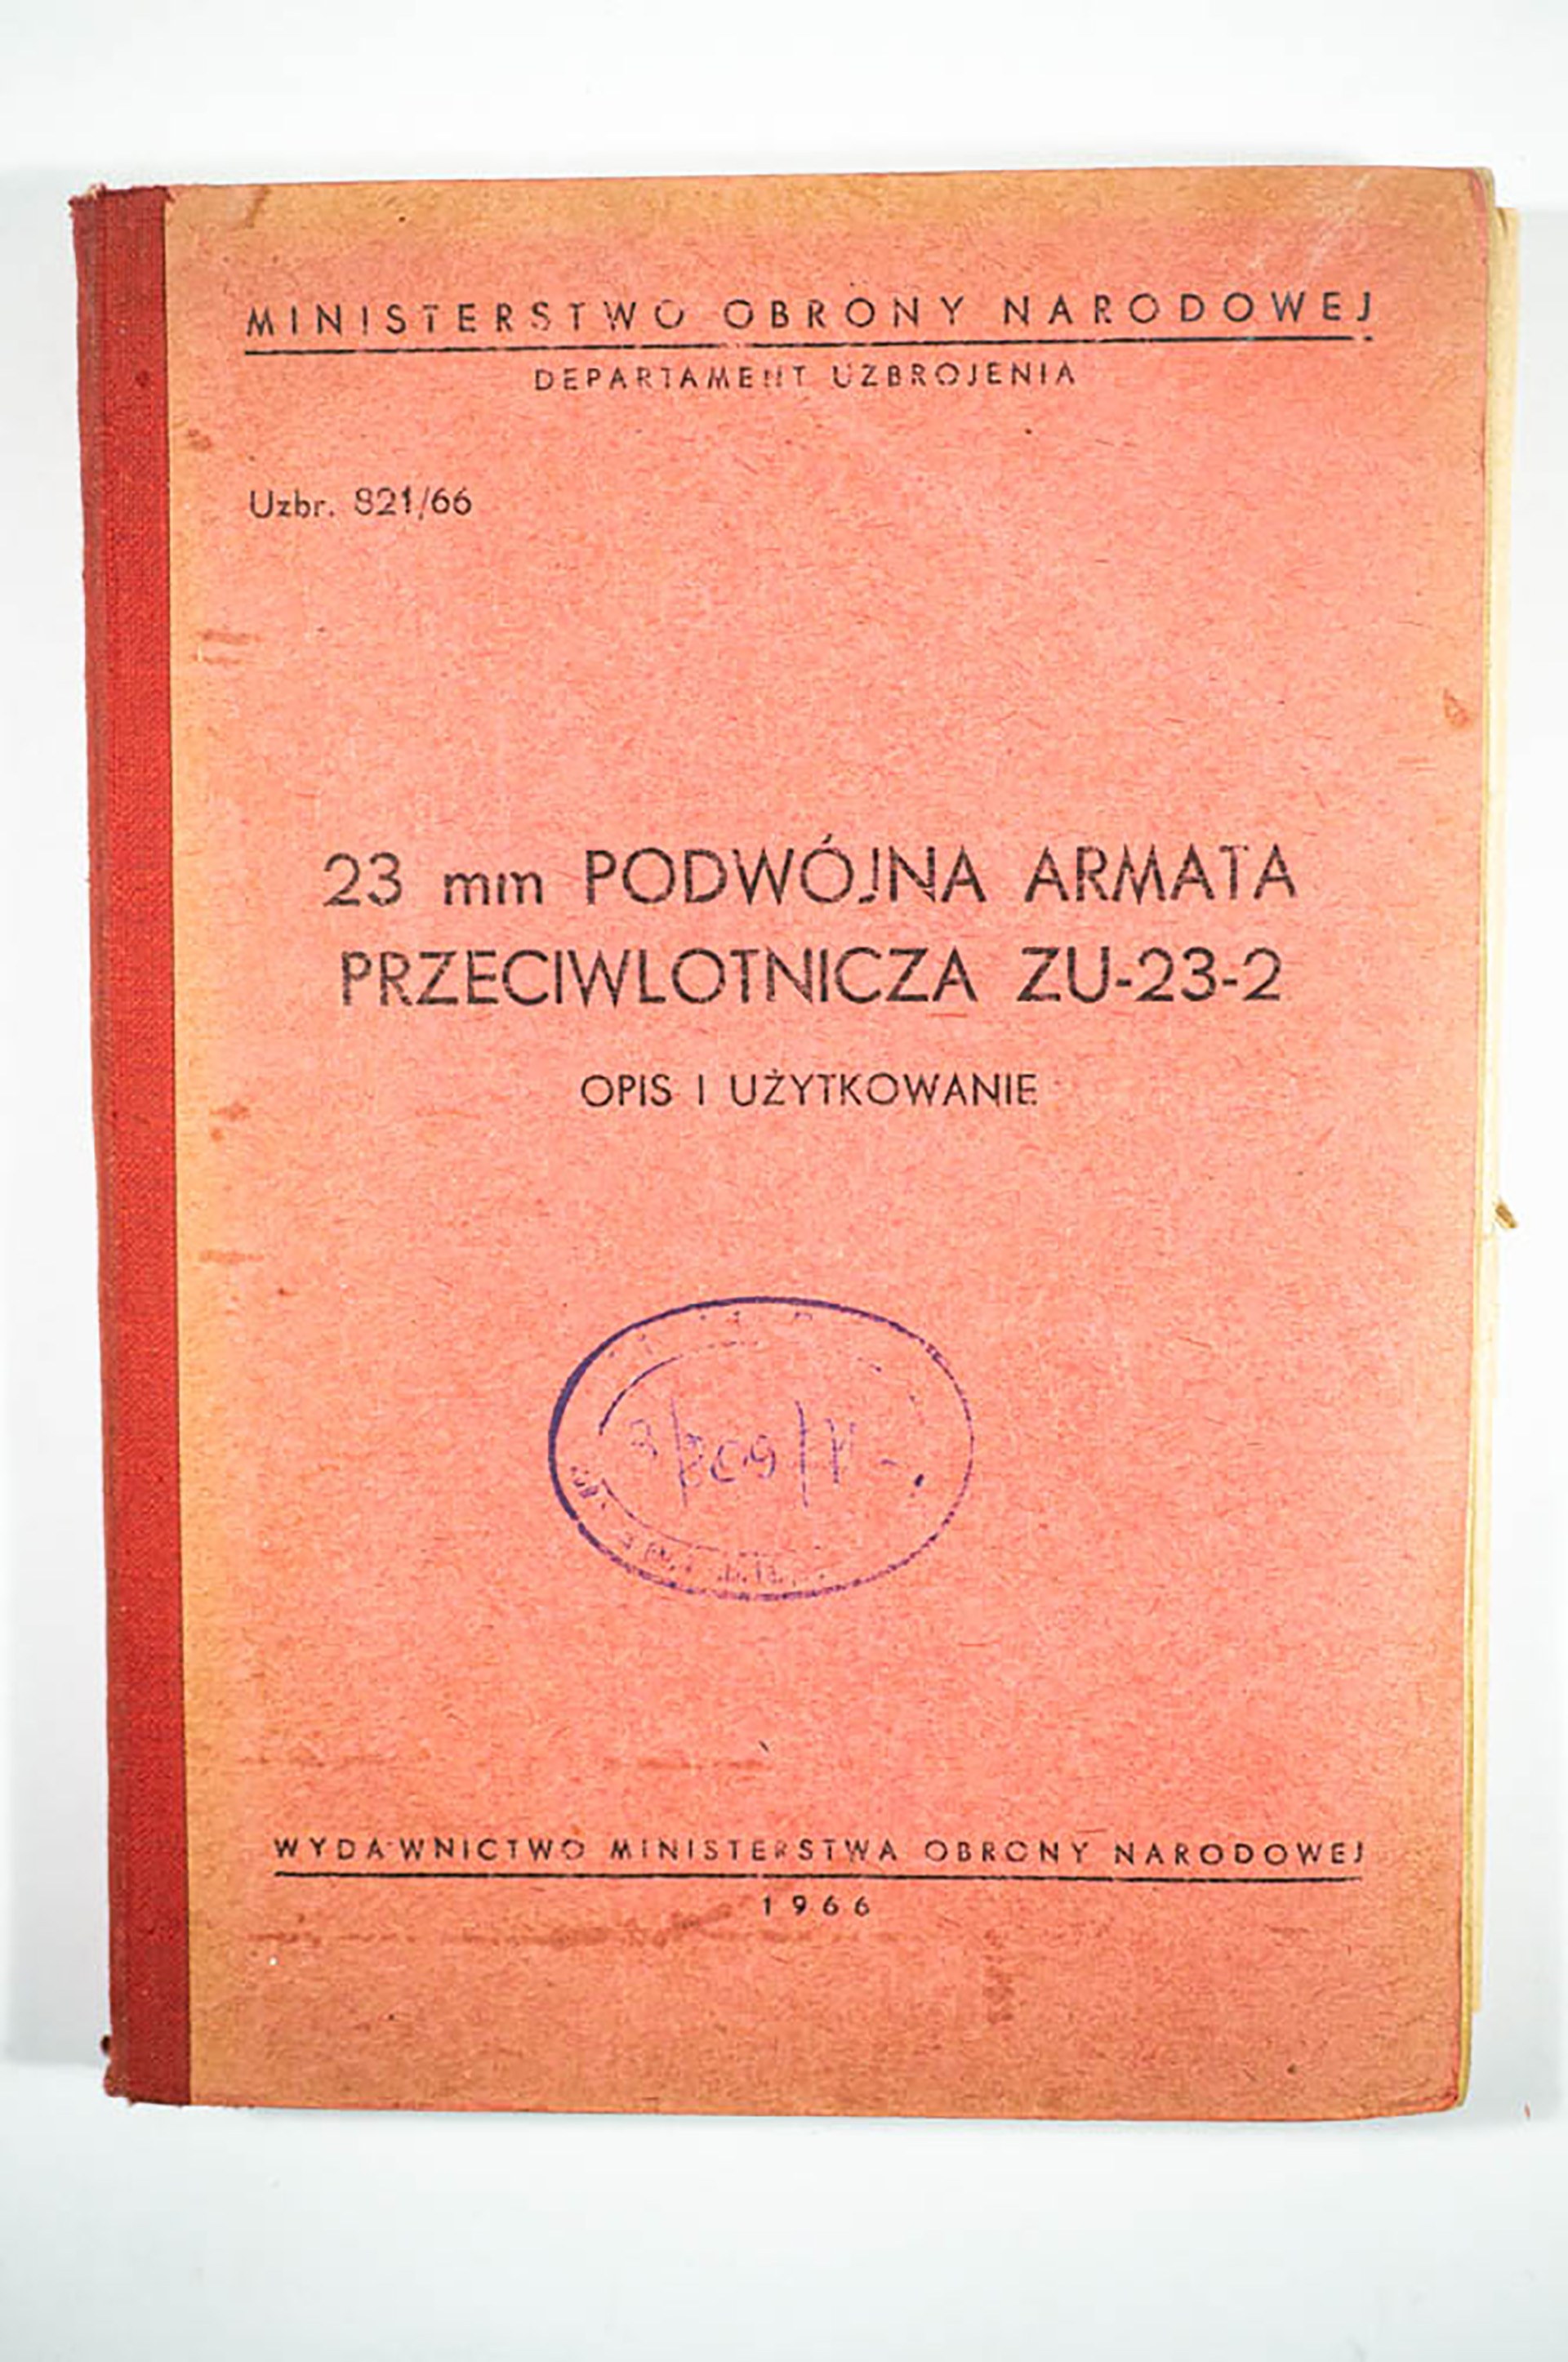 MINISTERSTWO OBRONY NARODOWEJ
DEPARTAMENT UZBROJENIA
Uzbr. 821/66
23 mm PODWÓJNA ARMATA
PRZECIWLOTNICZA ZU-23-2
OPIS I UŻYTKOWANIE
WYDAWNICTWO MINISTERSTWA OBRONY NARODOWEJ
1966